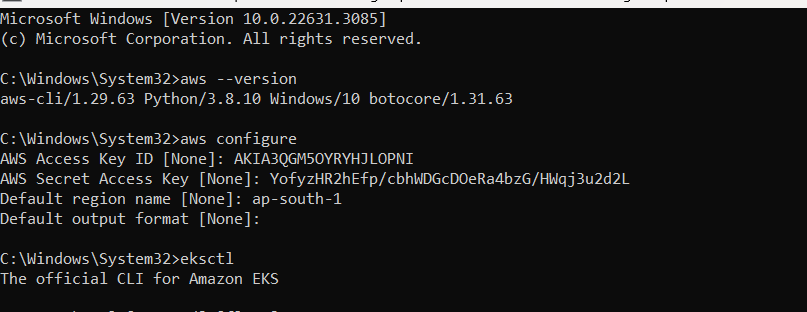 Microsoft Windows [Version 10.0.22631.3085]
(c) Microsoft Corporation. All rights reserved.
C:\Windows\System32>aws --version
aws-cli/1.29.63 Python/3.8.10 Windows/10 botocore/1.31.63
C:\Windows\System32>aws configure
AWS Access Key ID [None]: AKIA3QGM5OYRYHJLOPNI
AWS Secret Access Key [None]: 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
Default region name [None]: ap-south-1
Default output format [None]:
C:\Windows\System32>eksctl
The official CLI for Amazon EKS